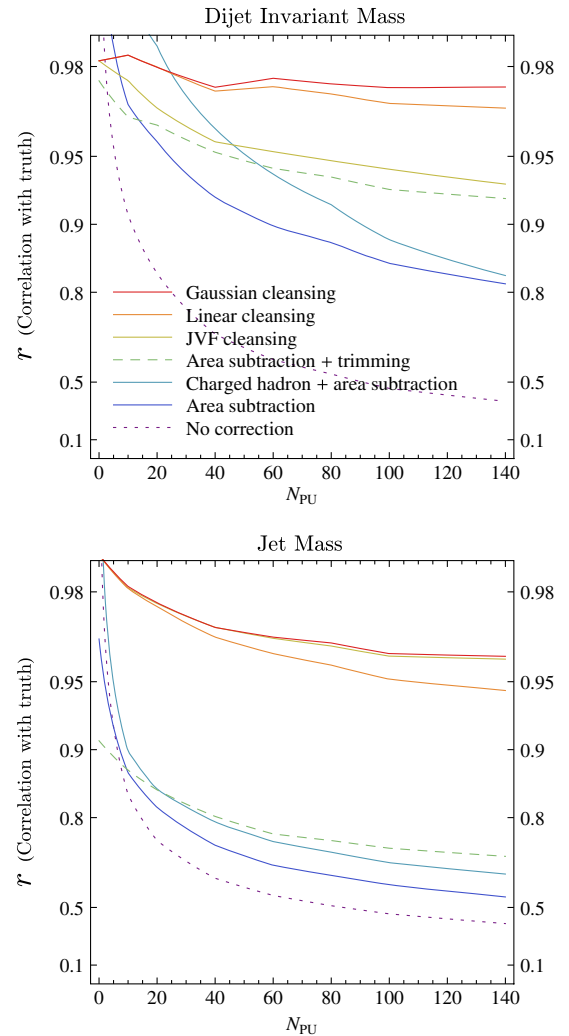 Dijet Invariant Mass
0.98 0.98
0.95 0.95
0.9 0.9
0.8 0.8
0.5 0.5
0.1 0.1
r (Correlation with truth)
Gaussian cleansing
Linear cleansing
JVF cleansing
Area subtraction + trimming
Charged hadron + area subtraction
Area subtraction
No correction
0 20 40 60 80 100 120 140
N_PU
Jet Mass
0.98 0.98
0.95 0.95
0.9 0.9
0.8 0.8
0.5 0.5
0.1 0.1
r (Correlation with truth)
0 20 40 60 80 100 120 140
N_PU